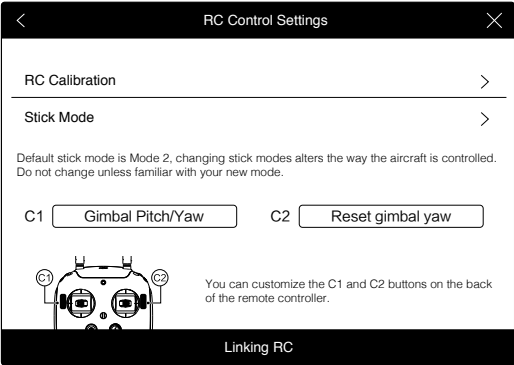 RC Control Settings
RC Calibration
Stick Mode
Default stick mode is Mode 2, changing stick modes alters the way the aircraft is controlled.
Do not change unless familiar with your new mode.
C1 Gimbal Pitch/Yaw C2 Reset gimbal yaw
C1 C2
You can customize the C1 and C2 buttons on the back
of the remote controller.
Linking RC